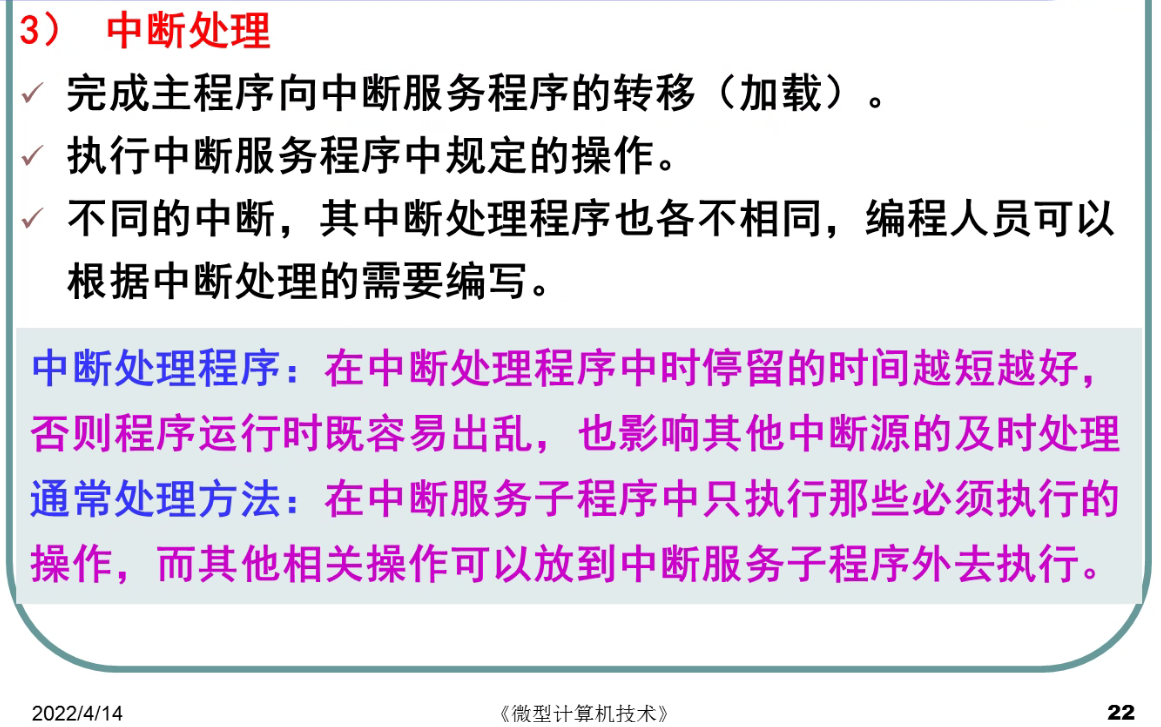 3） 中断处理
✓ 完成主程序向中断服务程序的转移（加载）。
✓ 执行中断服务程序中规定的操作。
✓ 不同的中断，其中断处理程序也各不相同，编程人员可以
根据中断处理的需要编写。
中断处理程序：在中断处理程序中时停留的时间越短越好，
否则程序运行时既容易出乱，也影响其他中断源的及时处理
通常处理方法：在中断服务子程序中只执行那些必须执行的
操作，而其他相关操作可以放到中断服务子程序外去执行。
2022/4/14 《微型计算机技术》 22